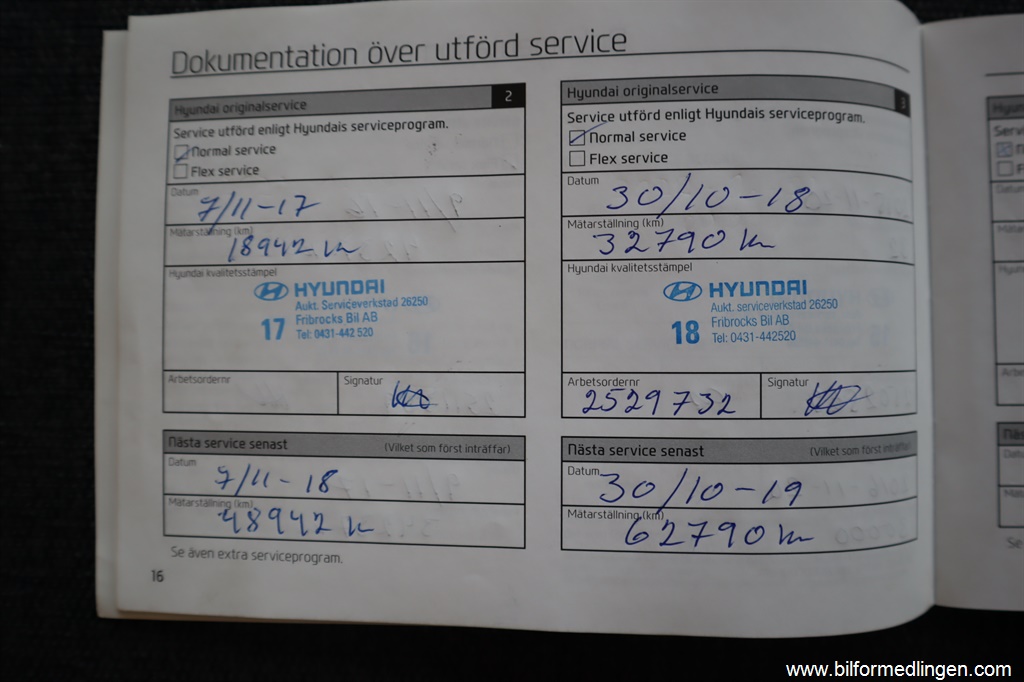 Dokumentation över utförd service
Hyundai originalservice 2
Service utförd enligt Hyundais serviceprogram.
Normal service
Flex service
Datum
7/11-17
Mätarställning (km)
18942 km
Hyundai kvalitetsstämpel
HYUNDAI
Aukt. Serviceverkstad 26250
17 Fribrocks Bil AB
Tel: 0431-442 520
Arbetsordernr
Signatur
Nästa service senast (Vilket som först inträffar)
Datum
7/11-18
Mätarställning (km)
48942 km
Se även extra serviceprogram.
16
Hyundai originalservice 3
Service utförd enligt Hyundais serviceprogram.
Normal service
Flex service
Datum
30/10-18
Mätarställning (km)
32790 km
Hyundai kvalitetsstämpel
HYUNDAI
Aukt. serviceverkstad 26250
18 Fribrocks Bil AB
Tel: 0431-442520
Arbetsordernr
2529732
Signatur
Nästa service senast (Vilket som först inträffar)
Datum
30/10-19
Mätarställning (km)
62790 km
www.bilformedlingen.com